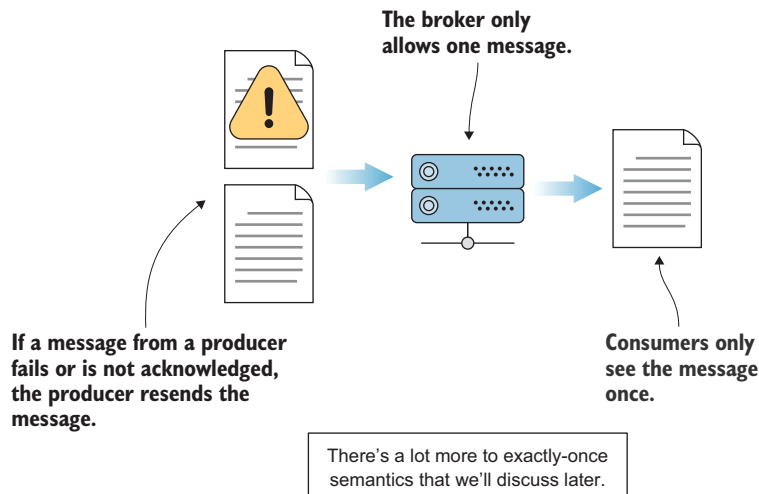 The broker only
allows one message.
If a message from a producer
fails or is not acknowledged,
the producer resends the
message.
Consumers only
see the message
once.
There’s a lot more to exactly-once
semantics that we’ll discuss later.